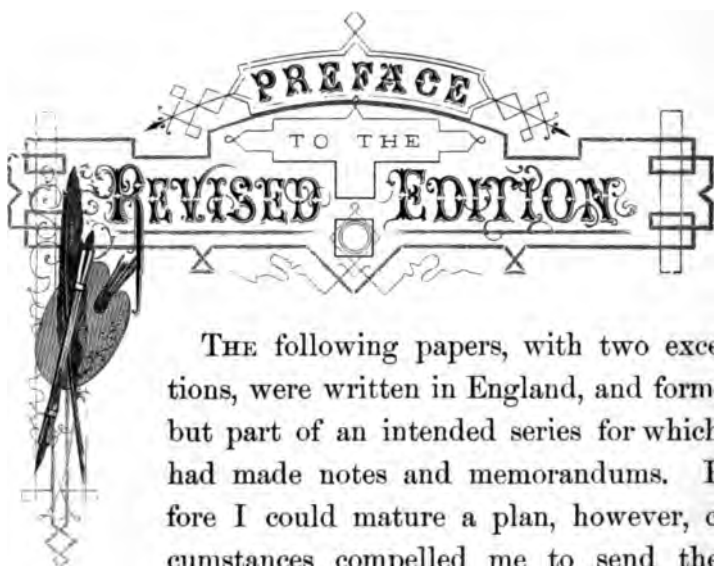 PREFACE
TO THE
REVISED EDITION
THE following papers, with two exce
tions, were written in England, and form
but part of an intended series for which
had made notes and memorandums.
fore I could mature a plan, however, c
cumstances compelled me to send the